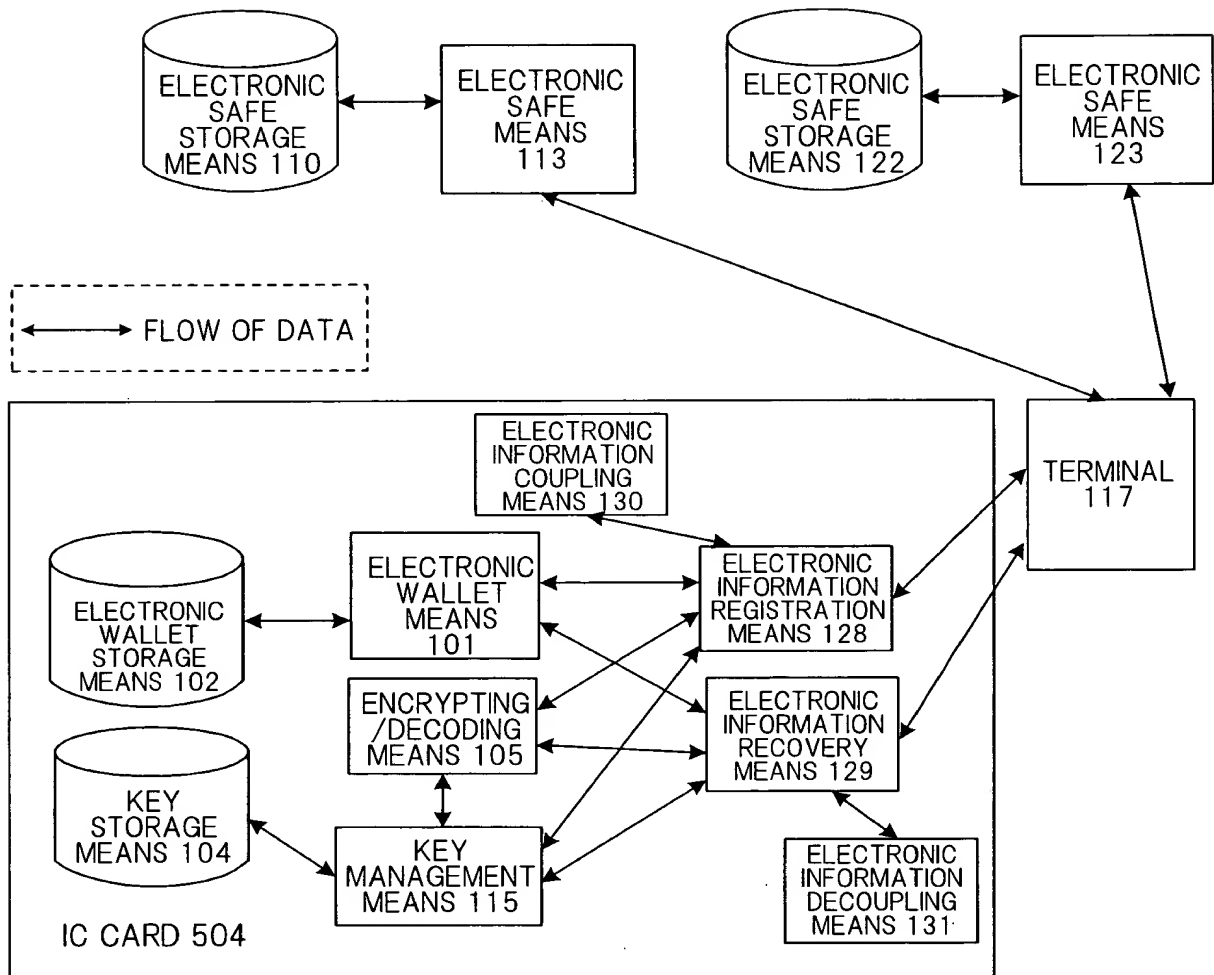 ELECTRONIC
SAFE
STORAGE
MEANS 110
ELECTRONIC
SAFE
MEANS
113
ELECTRONIC
SAFE
STORAGE
MEANS 122
ELECTRONIC
SAFE
MEANS
123
FLOW OF DATA
ELECTRONIC
INFORMATION
COUPLING
MEANS 130
TERMINAL
117
ELECTRONIC
WALLET
STORAGE
MEANS 102
ELECTRONIC
WALLET
MEANS
101
ELECTRONIC
INFORMATION
REGISTRATION
MEANS 128
ENCRYPTING
/DECODING
MEANS 105
ELECTRONIC
INFORMATION
RECOVERY
MEANS 129
KEY
STORAGE
MEANS 104
KEY
MANAGEMENT
MEANS 115
ELECTRONIC
INFORMATION
DECOUPLING
MEANS 131
IC CARD 504